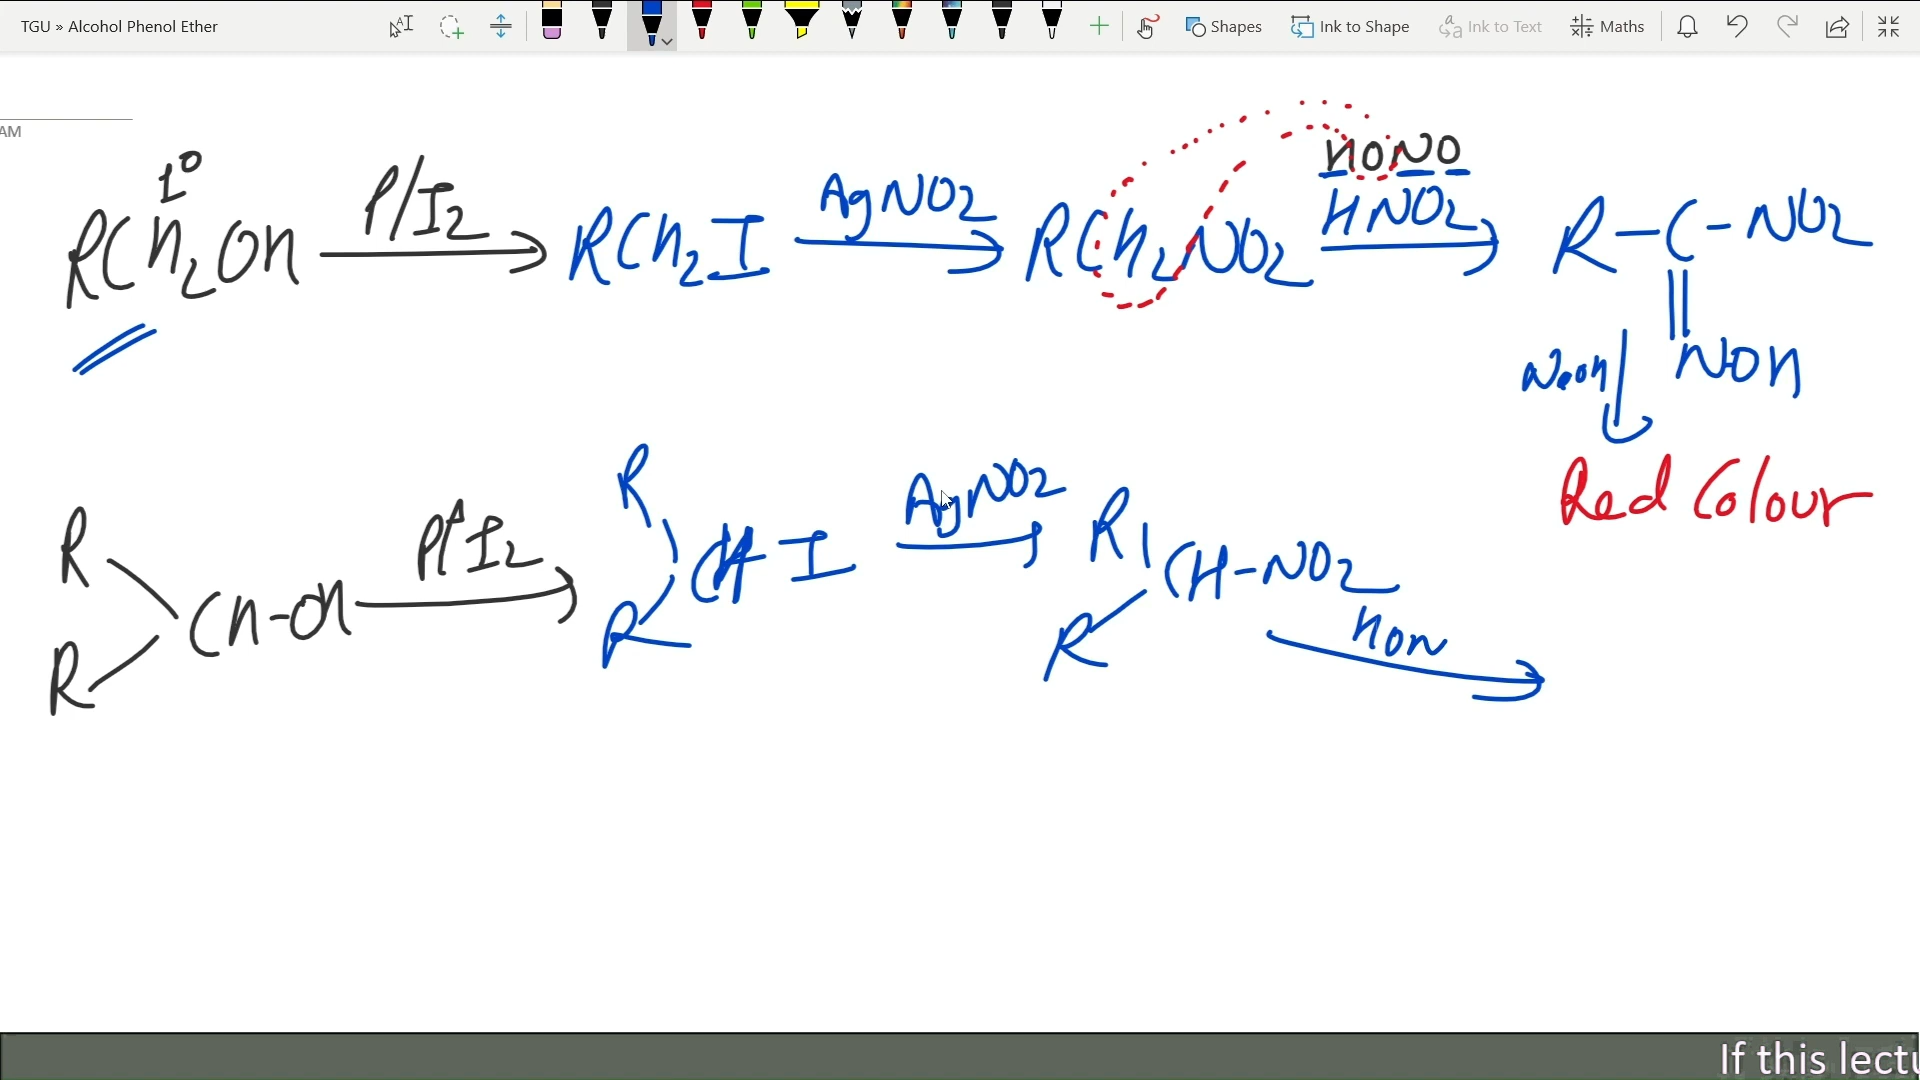 TGU » Alcohol Phenol Ether
Shapes
Ink to Shape
Ink to Text
Maths
AM
1⁰
RCH₂OH P/I₂ RCH₂I AgNO₂ RCH₂NO₂ HONO HNO₂ R-C-NO₂
NOH
NaOH
Red Colour
R
R
CH-OH P/I₂
R
R
CH I AgNO₂
R
R
CH-NO₂
HON
If this lectu